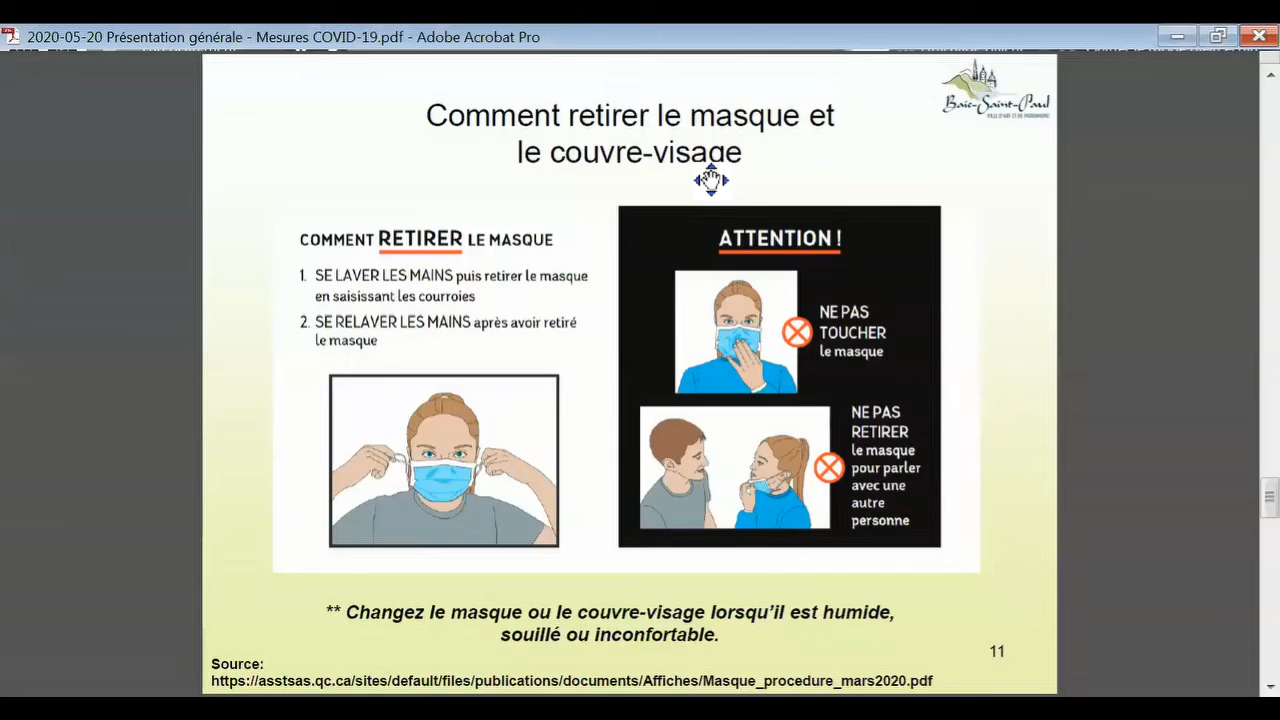 2020-05-20 Présentation générale - Mesures COVID-19.pdf - Adobe Acrobat Pro
Baie-Saint-Paul
VILLE D'ART ET DE PATRIMOINE
Comment retirer le masque et
le couvre-visage
COMMENT RETIRER LE MASQUE
1. SE LAVER LES MAINS puis retirer le masque
en saisissant les courroies
2. SE RELAVER LES MAINS après avoir retiré
le masque
ATTENTION !
NE PAS
TOUCHER
le masque
NE PAS
RETIRER
le masque
pour parler
avec une
autre
personne
** Changez le masque ou le couvre-visage lorsqu'il est humide,
souillé ou inconfortable.
11
Source:
https://asstsas.qc.ca/sites/default/files/publications/documents/Affiches/Masque_procedure_mars2020.pdf